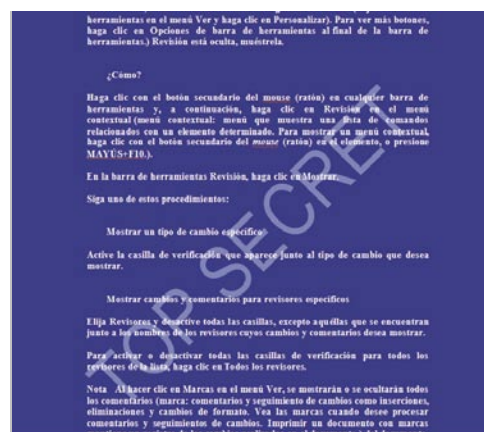 herramientas en el menú Ver y haga clic en Personalizar). Para ver más botones,
haga clic en Opciones de barra de herramientas al final de la barra de
herramientas.) Revisión está oculta, muéstrela.
¿Cómo?
Haga clic con el botón secundario del mouse (ratón) en cualquier barra de
herramientas y, a continuación, haga clic en Revisión en el menú
contextual (menú contextual: menú que muestra una lista de comandos
relacionados con un elemento determinado. Para mostrar un menú contextual,
haga clic con el botón secundario del mouse (ratón) en el elemento, o presione
MAYÚS+F10.).
En la barra de herramientas Revisión, haga clic en Mostrar.
Siga uno de estos procedimientos:
Mostrar un tipo de cambio específico
Active la casilla de verificación que aparece junto al tipo de cambio que desea
mostrar.
Mostrar cambios y comentarios para revisores específicos
Elija Revisores y desactive todas las casillas, excepto aquéllas que se encuentran
junto a los nombres de los revisores cuyos cambios y comentarios desea mostrar.
Para activar o desactivar todas las casillas de verificación para todos los
revisores de la lista, haga clic en Todos los revisores.
Nota Al hacer clic en Marcas en el menú Ver, se mostrarán o se ocultarán todos
los comentarios (marca: comentarios y seguimiento de cambios como inserciones,
eliminaciones y cambios de formato. Vea las marcas cuando desee procesar
comentarios y seguimientos de cambios. Imprimir un documento con marcas
TOP SECRET